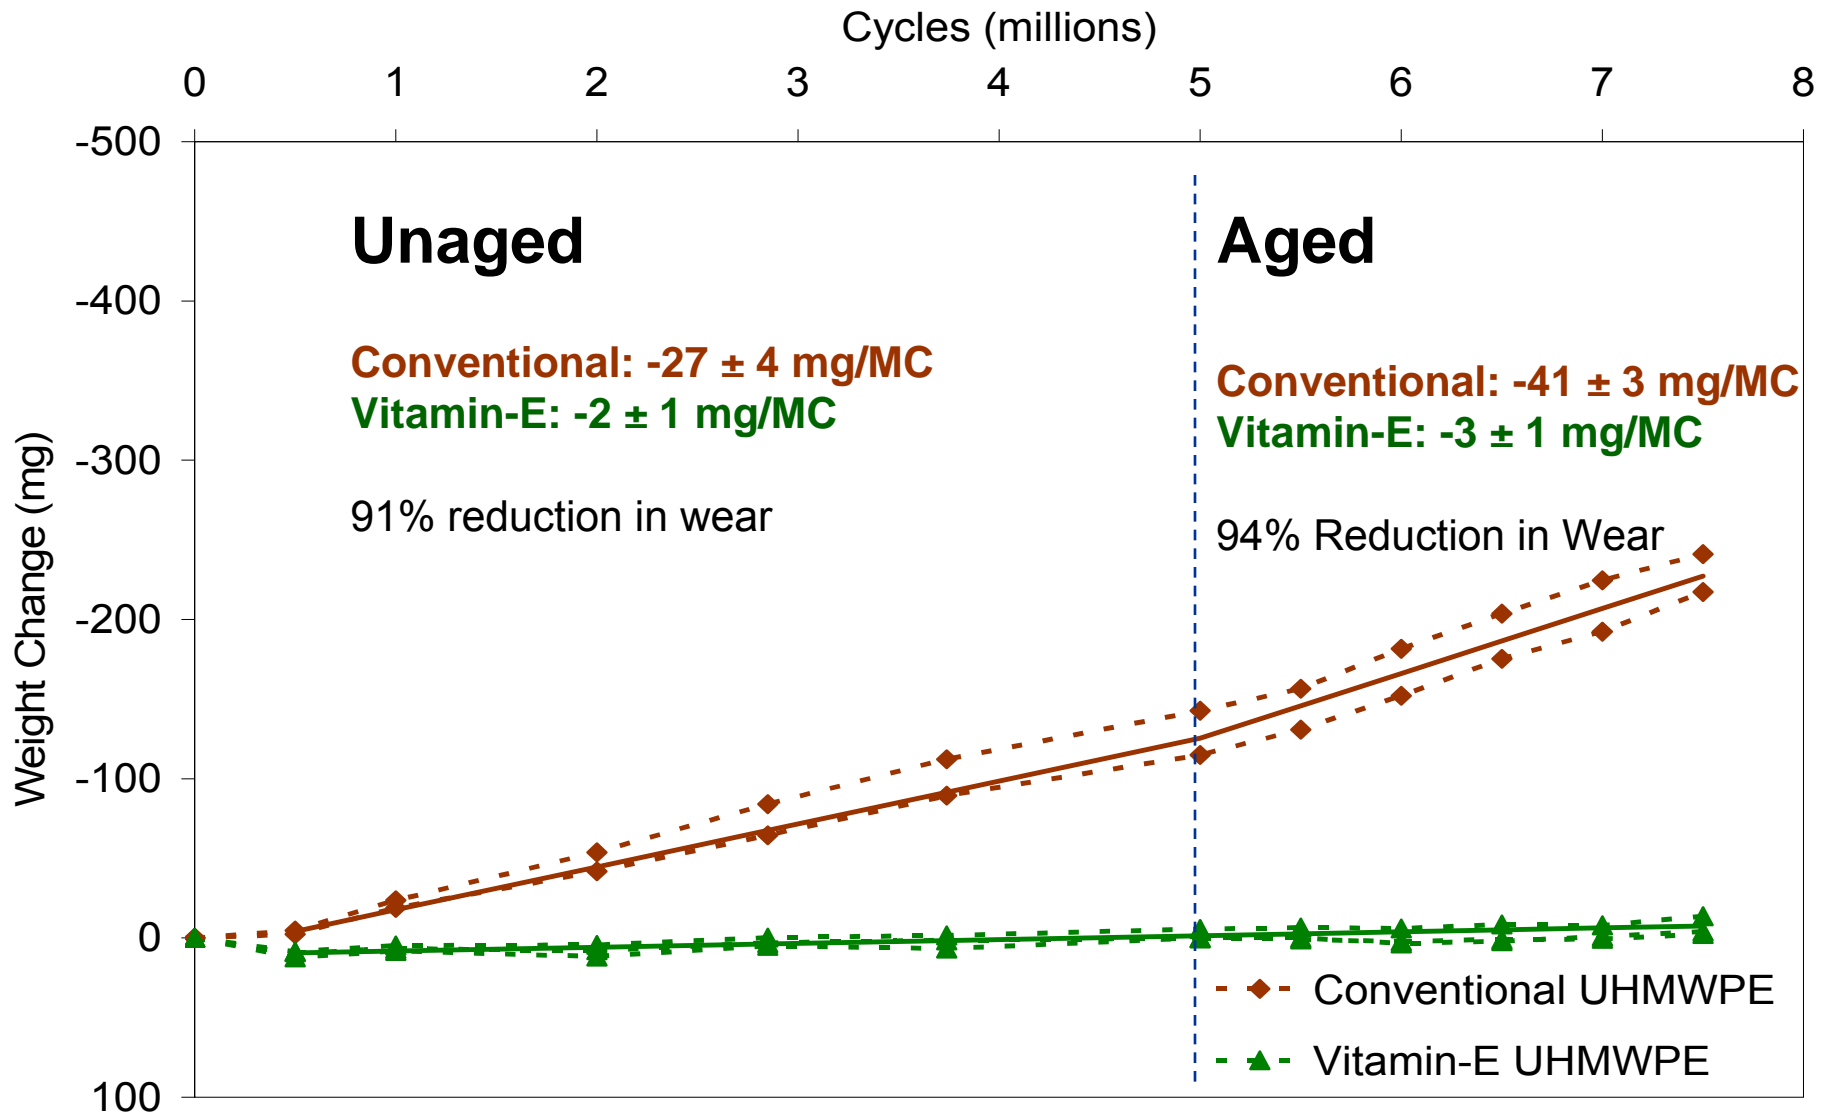 Cycles (millions)
0 1 2 3 4 5 6 7 8
-500
-400
-300
-200
-100
0
100
Weight Change (mg)
Unaged
Conventional: -27 ± 4 mg/MC
Vitamin-E: -2 ± 1 mg/MC
91% reduction in wear
Aged
Conventional: -41 ± 3 mg/MC
Vitamin-E: -3 ± 1 mg/MC
94% Reduction in Wear
Conventional UHMWPE
Vitamin-E UHMWPE